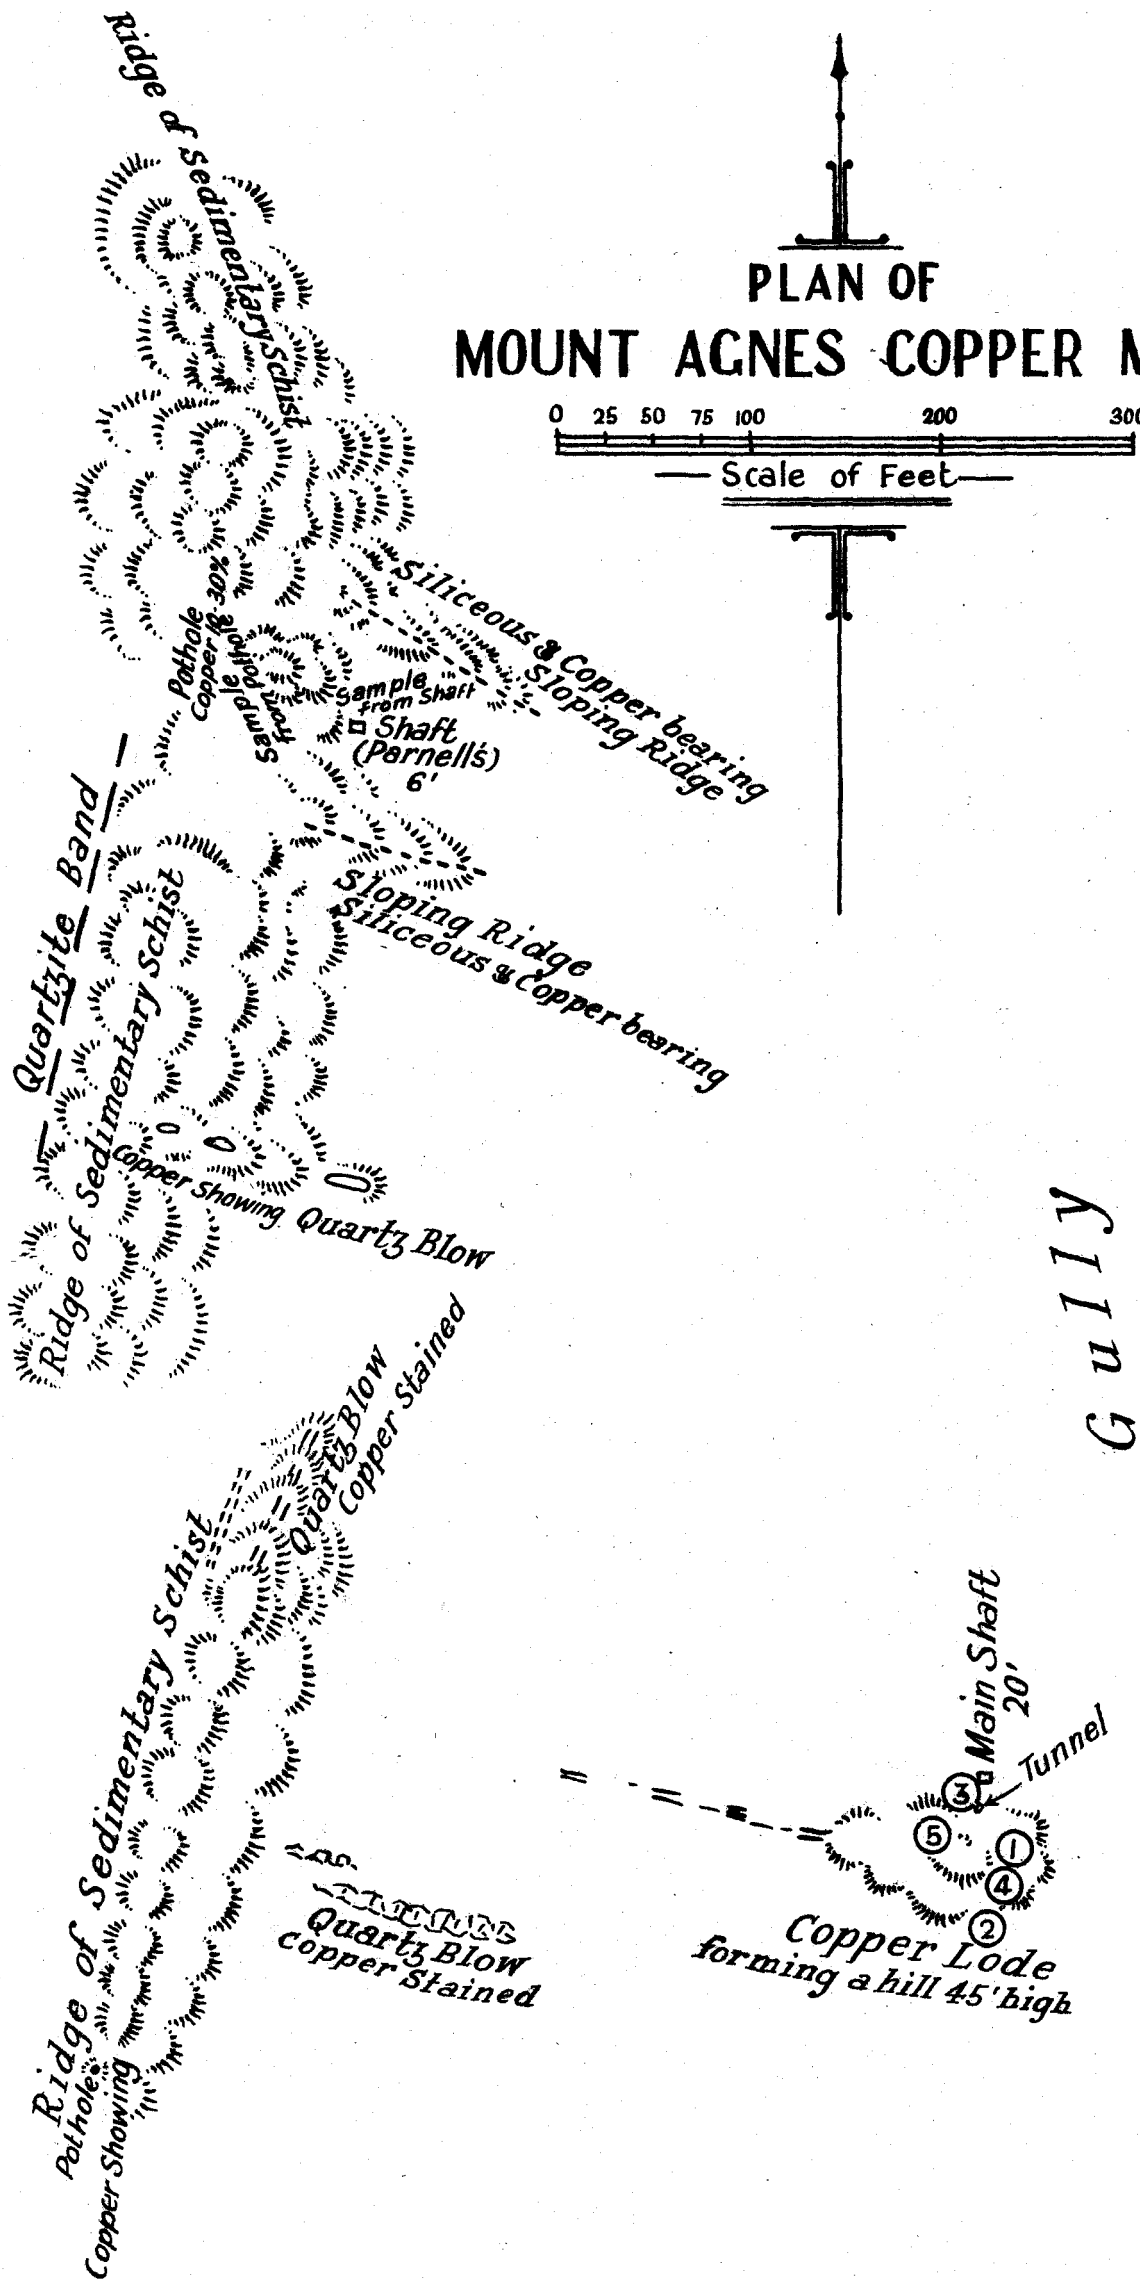 Ridge of Sedimentary Schist
PLAN OF
MOUNT AGNES COPPER M
0 25 50 75 100 200 300
Scale of Feet
Siliceous & Copper bearing
Sloping Ridge
Pothole
Copper 18·30%
Sample
from pothole
Sample
from Shaft
Shaft
(Parnell's)
6'
Quartzite Band
Ridge of Sedimentary Schist
Sloping Ridge
Siliceous & Copper bearing
Copper Showing Quartz Blow
Gully
Quartz Blow
Copper Stained
Ridge of Sedimentary Schist
Main Shaft
20'
Tunnel
3
5
1
4
2
Quartz Blow
copper Stained
Copper Lode
forming a hill 45' high
Pothole
Copper Showing